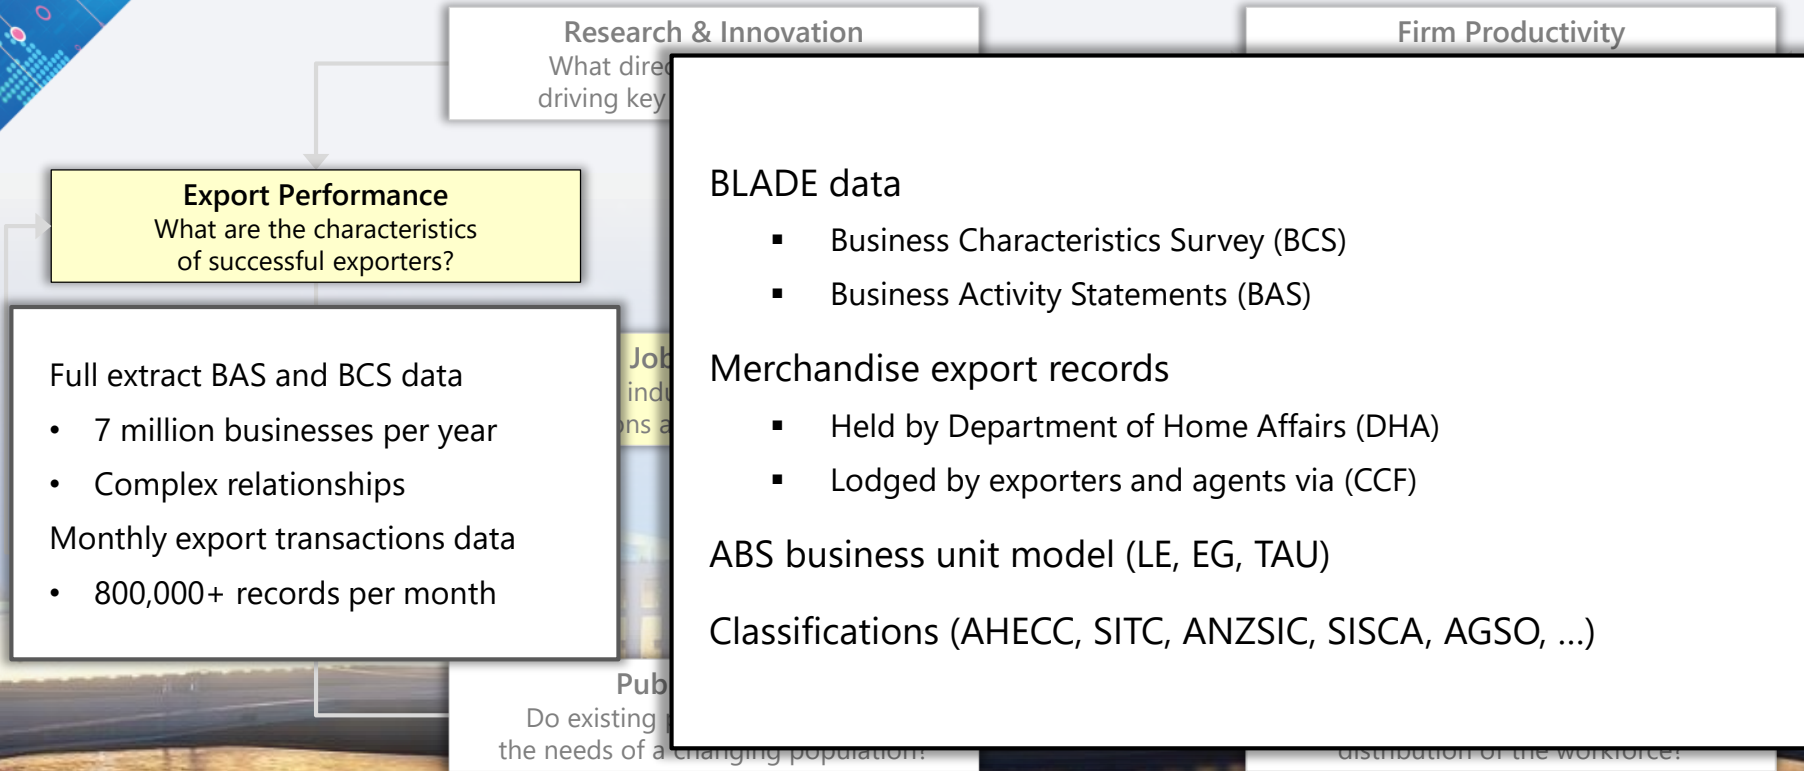 Research & Innovation
What
driving key
Firm Productivity
Export Performance
What are the characteristics
of successful exporters?
Full extract BAS and BCS data
• 7 million businesses per year
• Complex relationships
Monthly export transactions data
• 800,000+ records per month
BLADE data
▪ Business Characteristics Survey (BCS)
▪ Business Activity Statements (BAS)
Merchandise export records
▪ Held by Department of Home Affairs (DHA)
▪ Lodged by exporters and agents via (CCF)
ABS business unit model (LE, EG, TAU)
Classifications (AHECC, SITC, ANZSIC, SISCA, AGSO, ...)
Do existing
the needs of a changing population?
distribution of the workforce?